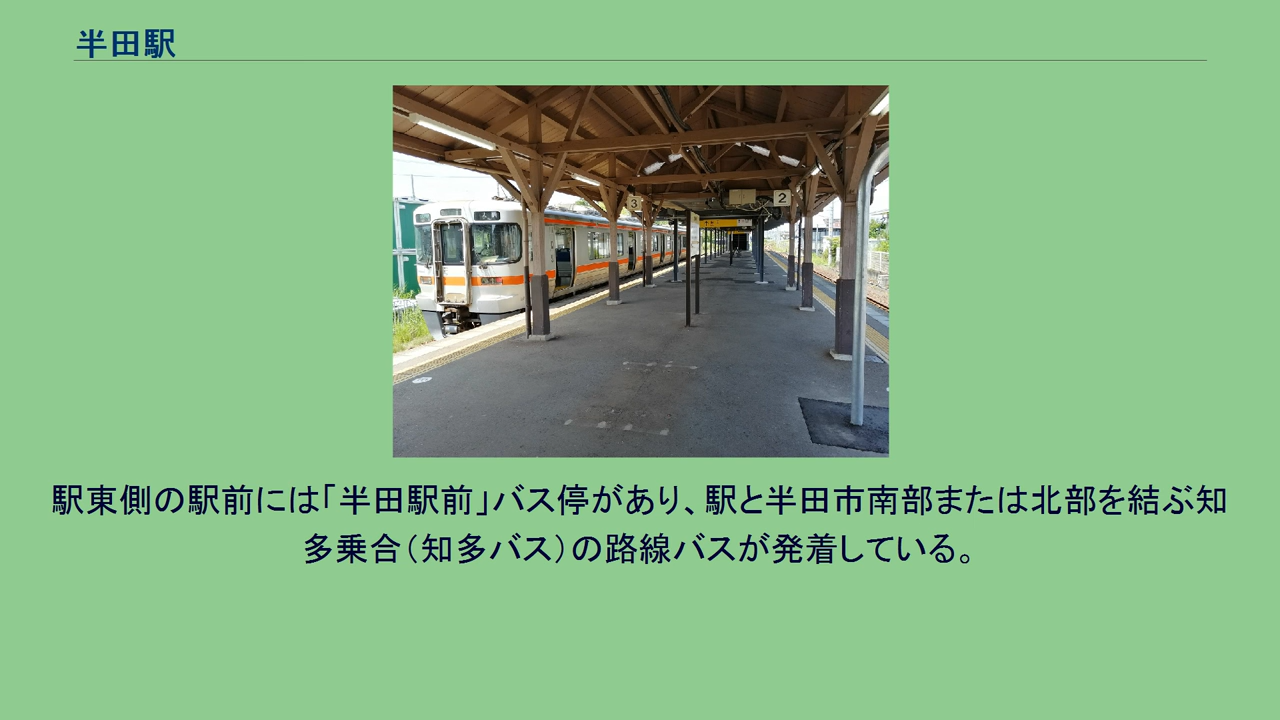 半田駅
3
2
駅東側の駅前には「半田駅前」バス停があり、駅と半田市南部または北部を結ぶ知
多乗合（知多バス）の路線バスが発着している。